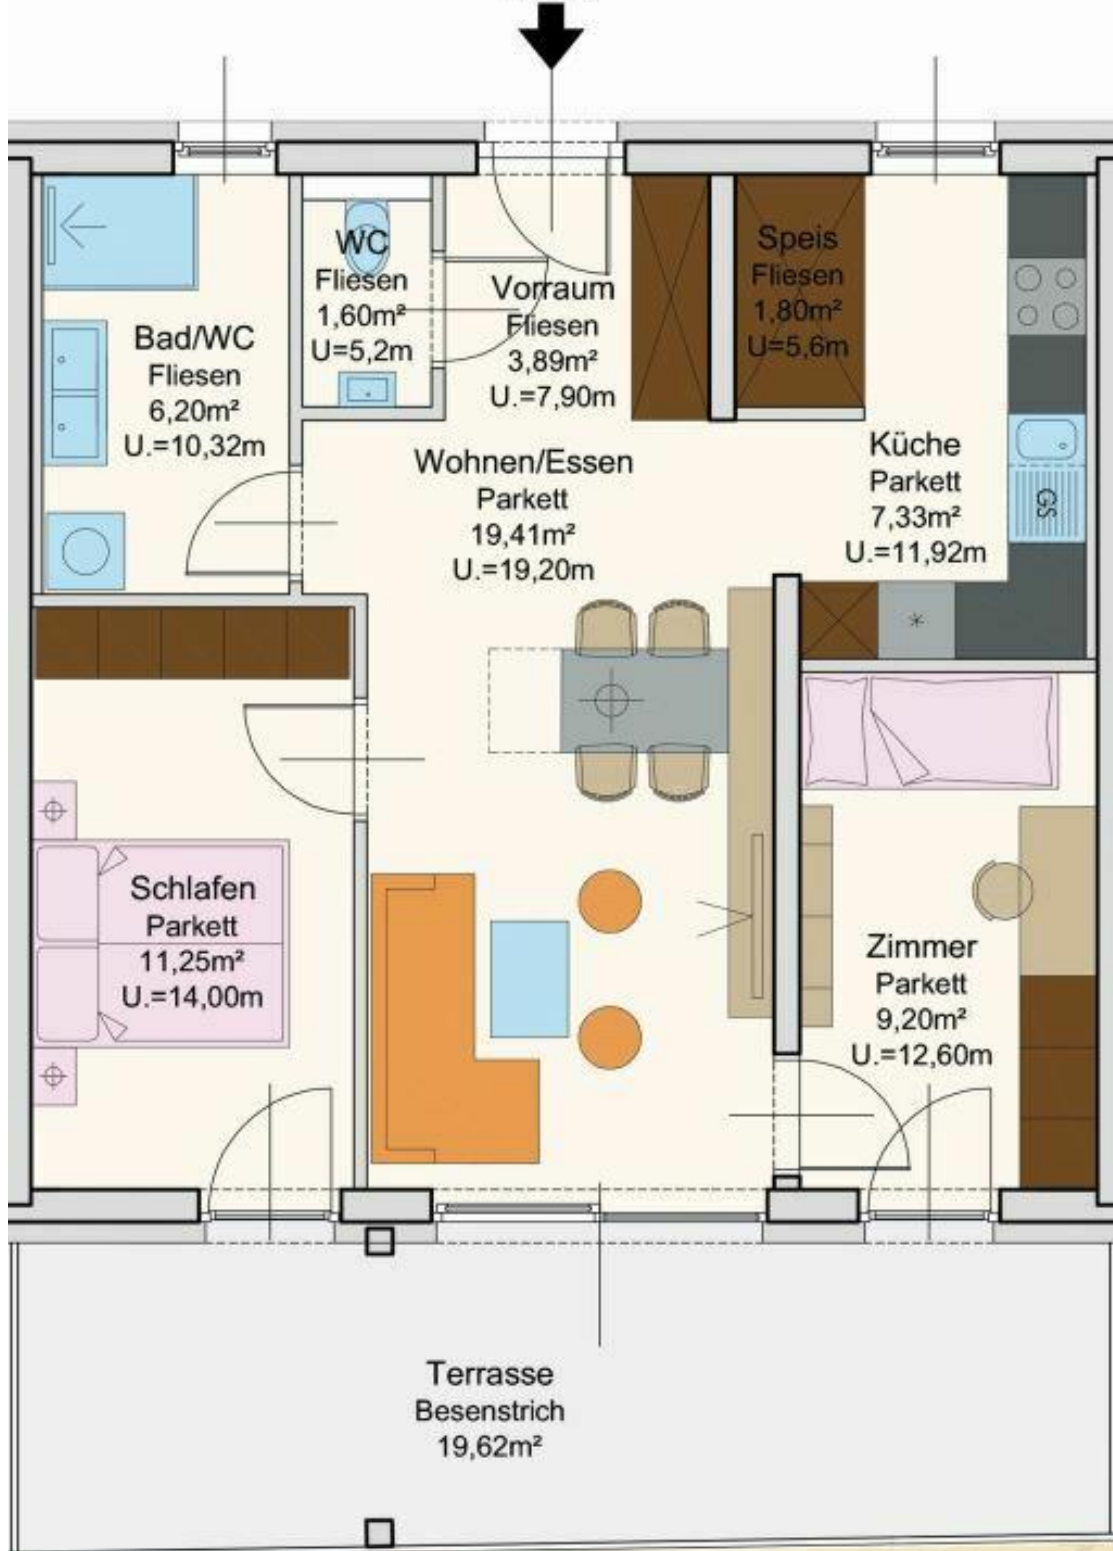 WC
Fliesen
1,60m²
U=5,2m
Speis
Fliesen
1,80m²
U=5,6m
Vorraum
Fliesen
3,89m²
U.=7,90m
Bad/WC
Fliesen
6,20m²
U.=10,32m
Wohnen/Essen
Parkett
19,41m²
U.=19,20m
Küche
Parkett
7,33m²
U.=11,92m
GS
*
Schlafen
Parkett
11,25m²
U.=14,00m
Zimmer
Parkett
9,20m²
U.=12,60m
Terrasse
Besenstrich
19,62m²